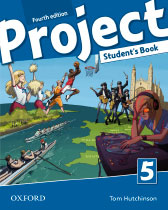 Fourth edition
Project
Student's Book
5
OXFORD
Tom Hutchinson